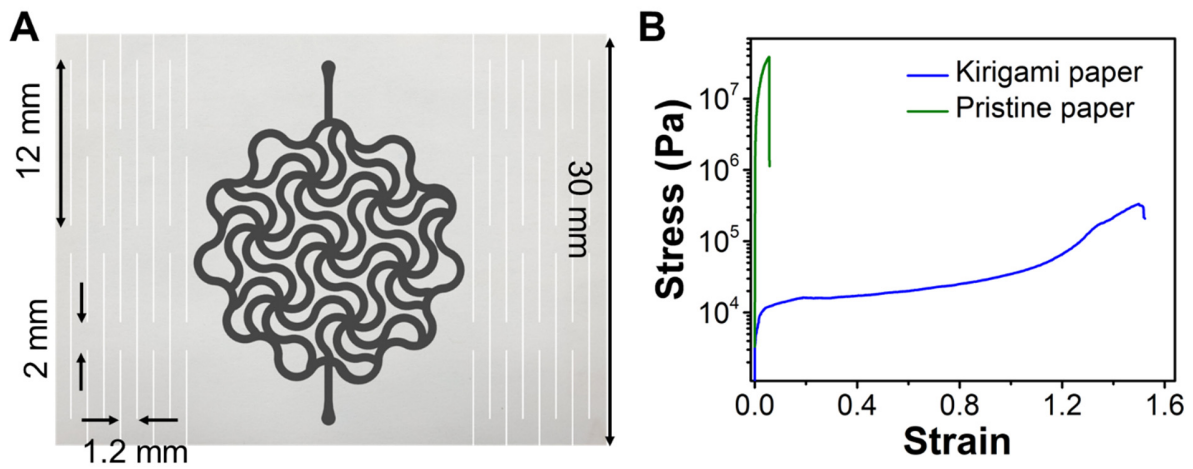 A
12 mm
2 mm
1.2 mm
30 mm
B
Stress (Pa)
10⁷
10⁶
10⁵
10⁴
Kirigami paper
Pristine paper
0.0 0.4 0.8 1.2 1.6
Strain